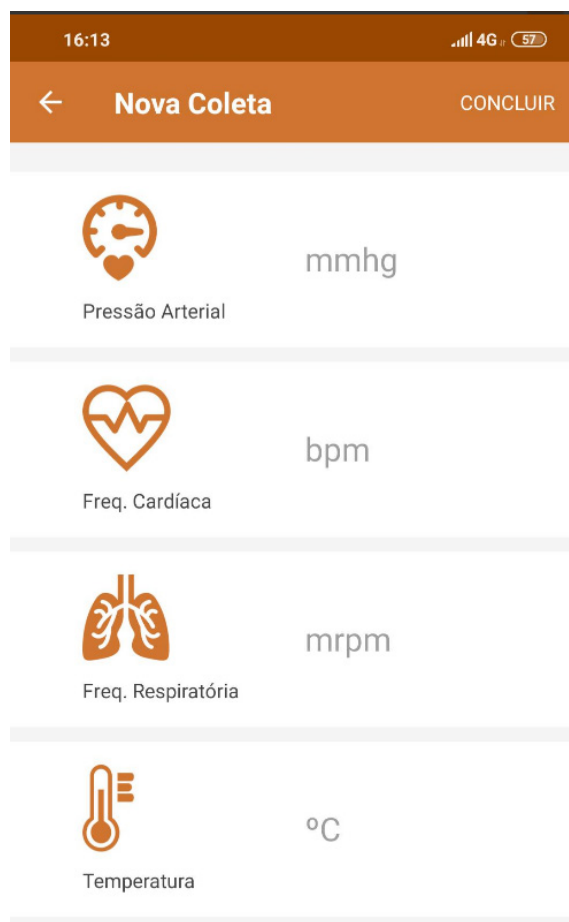 16:13 4G 57
Nova Coleta CONCLUIR
mmhg
Pressão Arterial
bpm
Freq. Cardíaca
mrpm
Freq. Respiratória
ºC
Temperatura